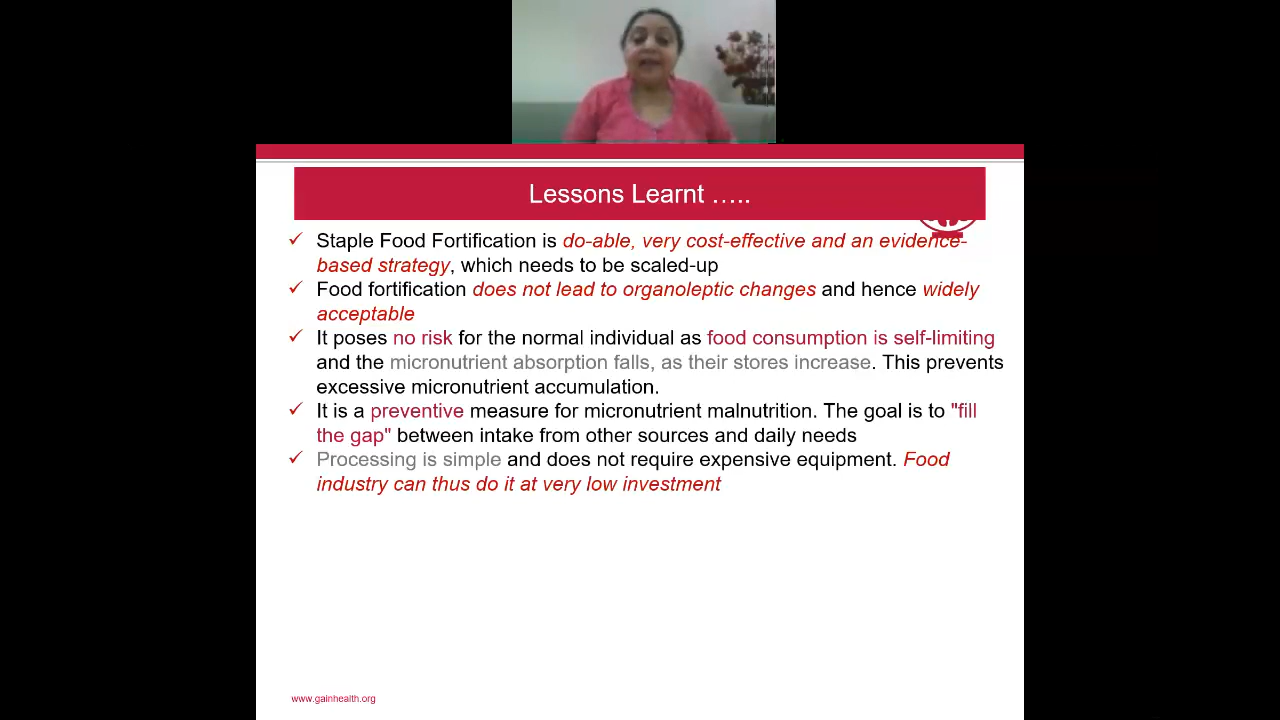 Lessons Learnt …..
✓ Staple Food Fortification is do-able, very cost-effective and an evidence-
based strategy, which needs to be scaled-up
✓ Food fortification does not lead to organoleptic changes and hence widely
acceptable
✓ It poses no risk for the normal individual as food consumption is self-limiting
and the micronutrient absorption falls, as their stores increase. This prevents
excessive micronutrient accumulation.
✓ It is a preventive measure for micronutrient malnutrition. The goal is to "fill
the gap" between intake from other sources and daily needs
✓ Processing is simple and does not require expensive equipment. Food
industry can thus do it at very low investment
www.gainhealth.org